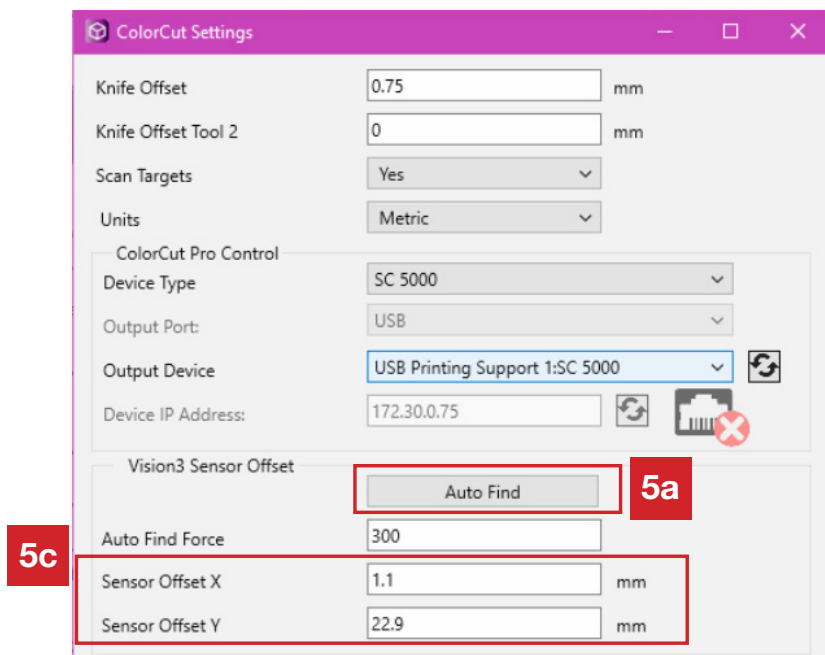 ColorCut Settings
Knife Offset 0.75 mm
Knife Offset Tool 2 0 mm
Scan Targets Yes
Units Metric
ColorCut Pro Control
Device Type SC 5000
Output Port: USB
Output Device USB Printing Support 1:SC 5000
Device IP Address: 172.30.0.75
Vision3 Sensor Offset
Auto Find 5a
Auto Find Force 300
5c
Sensor Offset X 1.1 mm
Sensor Offset Y 22.9 mm